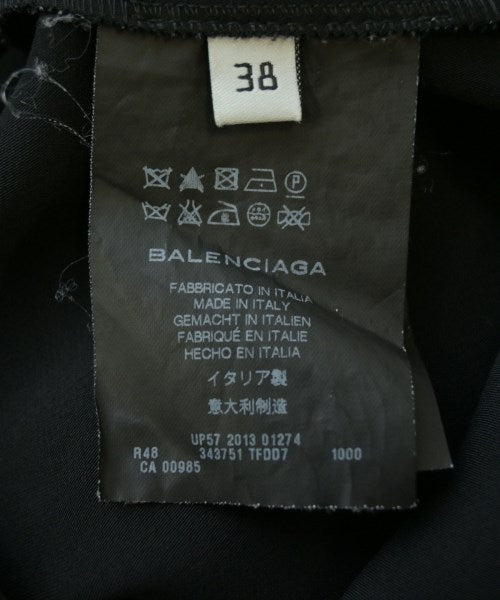 38
P
BALENCIAGA
FABBRICATO IN ITALIA
MADE IN ITALY
GEMACHT IN ITALIEN
FABRIQUÉ EN ITALIE
HECHO EN ITALIA
イタリア製
意大利制造
UP57 2013 01274
R48 343751 TFDD7 1000
CA 00985